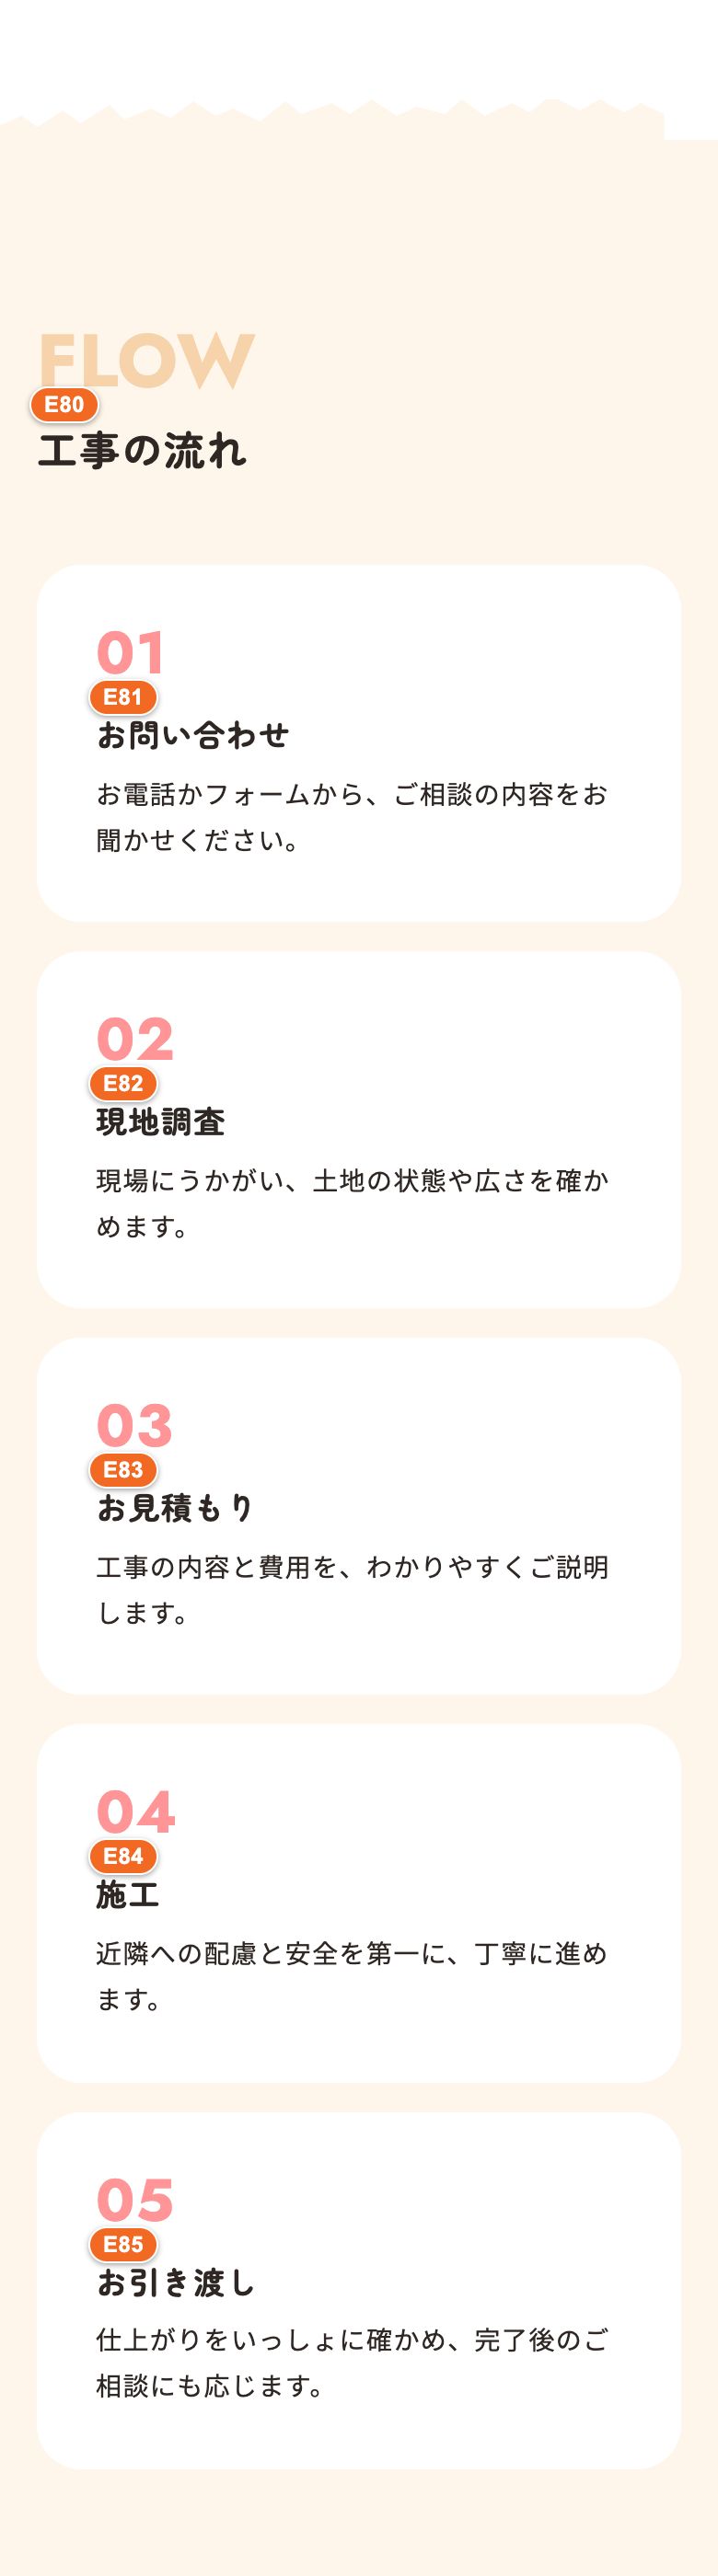 FLOW
E80
工事の流れ
01
E81
お問い合わせ
お電話かフォームから、ご相談の内容をお
聞かせください。
02
E82
現地調査
現場にうかがい、土地の状態や広さを確か
めます。
03
E83
お見積もり
工事の内容と費用を、わかりやすくご説明
します。
04
E84
施工
近隣への配慮と安全を第一に、丁寧に進め
ます。
05
E85
お引き渡し
仕上がりをいっしょに確かめ、完了後のご
相談にも応じます。